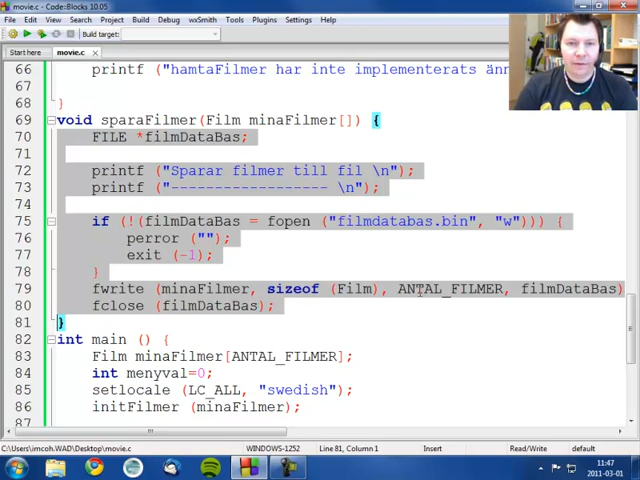 movie.c - Code::Blocks 10.05
File Edit View Search Project Build Debug wxSmith Tools Plugins Settings Help
Build target:
Start here movie.c
66 printf ("hamtaFilmer har inte implementerats änn
67
68 }
69 void sparaFilmer(Film minaFilmer[]) {
70 FILE *filmDataBas;
71
72 printf ("Sparar filmer till fil \n");
73 printf ("------------------ \n");
74
75 if (!(filmDataBas = fopen ("filmdatabas.bin", "w"))) {
76 perror ("");
77 exit (-1);
78 }
79 fwrite (minaFilmer, sizeof (Film), ANTAL_FILMER, filmDataBas)
80 fclose (filmDataBas);
81 }
82 int main () {
83 Film minaFilmer[ANTAL_FILMER];
84 int menyval=0;
85 setlocale (LC_ALL, "swedish");
86 initFilmer (minaFilmer);
87
C:\Users\imcoh.WAD\Desktop\movie.c WINDOWS-1252 Line 81, Column 1 Insert Read/Write default
11:47
2011-03-01